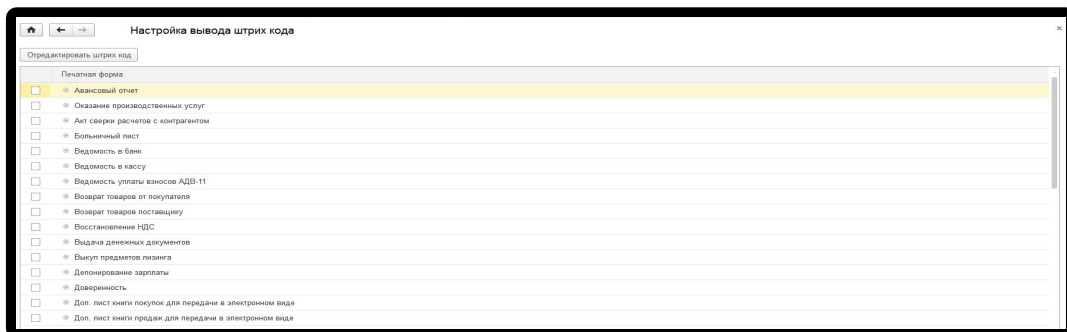 Настройка вывода штрих кода
Отредактировать штрих код
Печатная форма
Авансовый отчет
Оказание производственных услуг
Акт сверки расчетов с контрагентом
Больничный лист
Ведомость в банк
Ведомость в кассу
Ведомость уплаты взносов АДВ-11
Возврат товаров от покупателя
Возврат товаров поставщику
Восстановление НДС
Выдача денежных документов
Выкуп предметов лизинга
Депонирование зарплаты
Доверенность
Доп. лист книги покупок для передачи в электронном виде
Доп. лист книги продаж для передачи в электронном виде